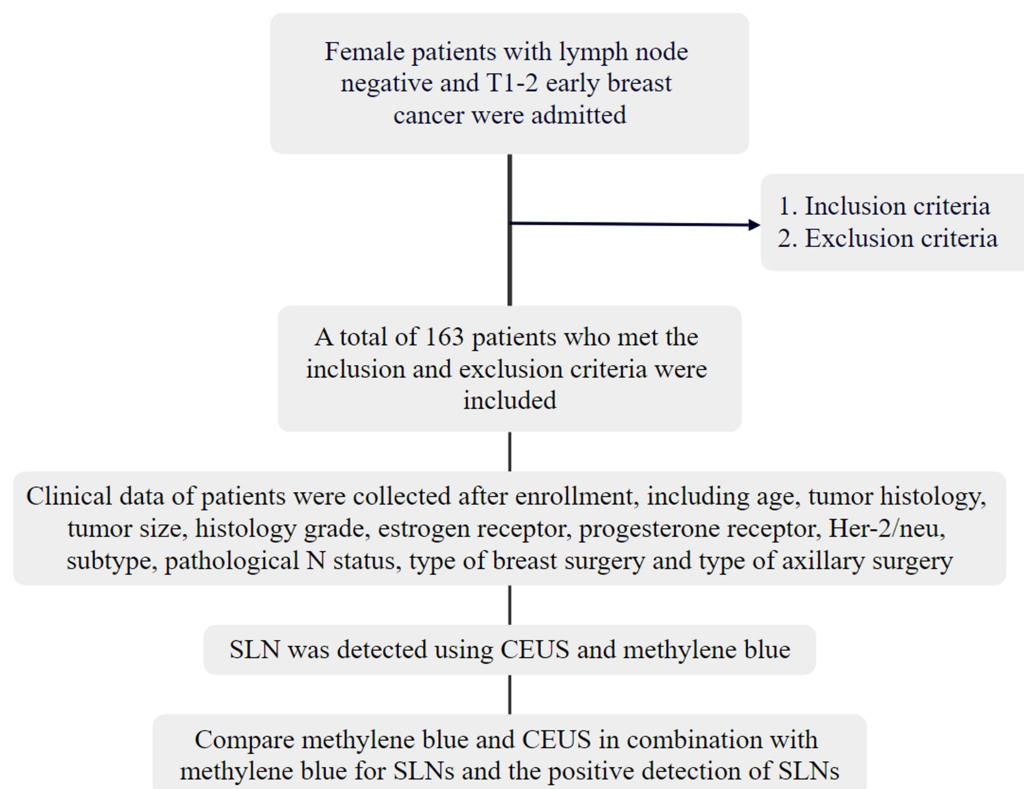 Female patients with lymph node
negative and T1-2 early breast
cancer were admitted
1. Inclusion criteria
2. Exclusion criteria
A total of 163 patients who met the
inclusion and exclusion criteria were
included
Clinical data of patients were collected after enrollment, including age, tumor histology,
tumor size, histology grade, estrogen receptor, progesterone receptor, Her-2/neu,
subtype, pathological N status, type of breast surgery and type of axillary surgery
SLN was detected using CEUS and methylene blue
Compare methylene blue and CEUS in combination with
methylene blue for SLNs and the positive detection of SLNs